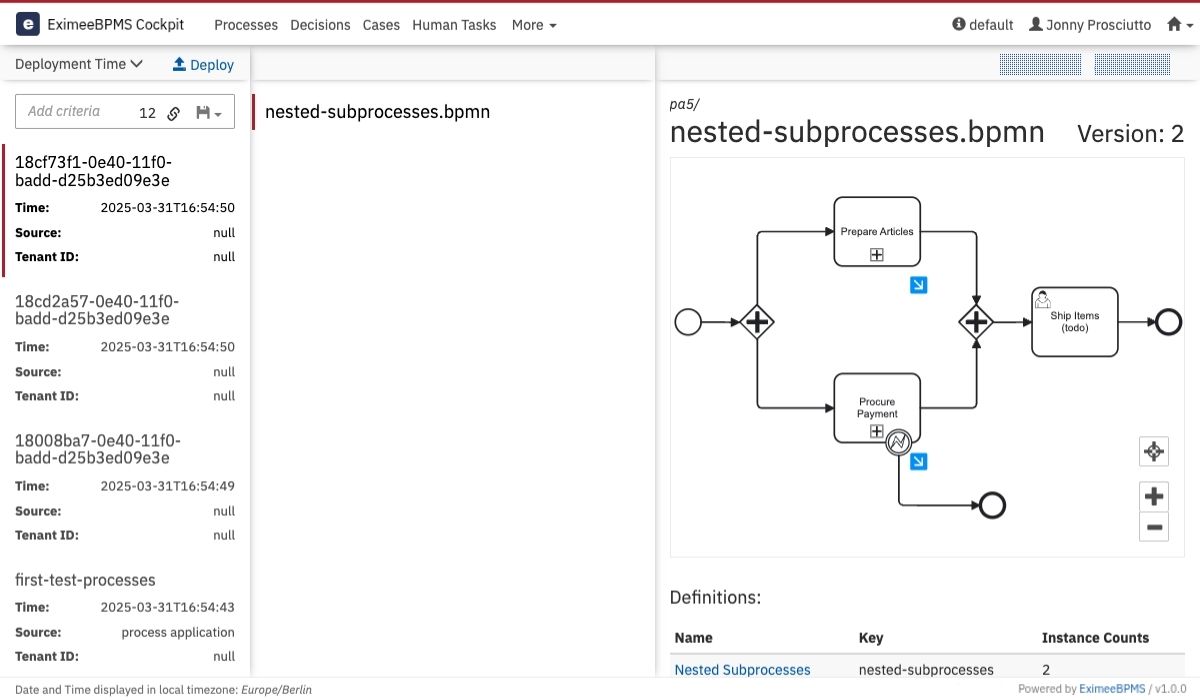 e EximeeBPMS Cockpit Processes Decisions Cases Human Tasks More default Jonny Prosciutto
Deployment Time Deploy
Add criteria 12
18cf73f1-0e40-11f0-
badd-d25b3ed09e3e
Time: 2025-03-31T16:54:50
Source: null
Tenant ID: null
18cd2a57-0e40-11f0-
badd-d25b3ed09e3e
Time: 2025-03-31T16:54:50
Source: null
Tenant ID: null
18008ba7-0e40-11f0-
badd-d25b3ed09e3e
Time: 2025-03-31T16:54:49
Source: null
Tenant ID: null
first-test-processes
Time: 2025-03-31T16:54:43
Source: process application
Tenant ID: null
nested-subprocesses.bpmn
pa5/
nested-subprocesses.bpmn Version: 2
Prepare Articles
Ship Items
(todo)
Procure
Payment
Definitions:
Name Key Instance Counts
Nested Subprocesses nested-subprocesses 2
Date and Time displayed in local timezone: Europe/Berlin
Powered by EximeeBPMS / v1.0.0